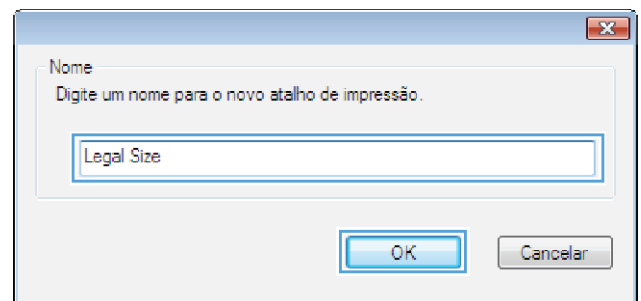 Nome
Digite um nome para o novo atalho de impressão.
Legal Size
OK
Cancelar